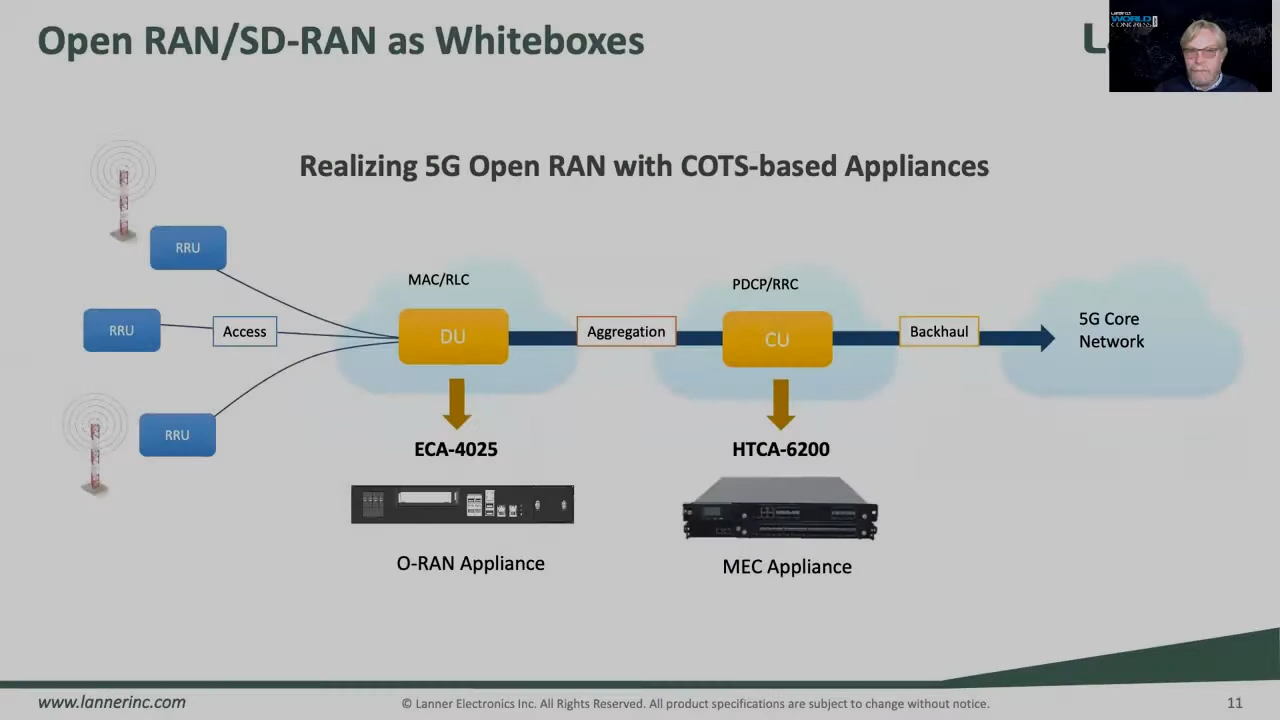 Open RAN/SD-RAN as Whiteboxes
WORLD
CONGRESS
Realizing 5G Open RAN with COTS-based Appliances
RRU
RRU
RRU
Access
MAC/RLC
DU
Aggregation
PDCP/RRC
CU
Backhaul
5G Core
Network
ECA-4025
HTCA-6200
O-RAN Appliance
MEC Appliance
www.lannerinc.com
© Lanner Electronics Inc. All Rights Reserved. All product specifications are subject to change without notice.
11